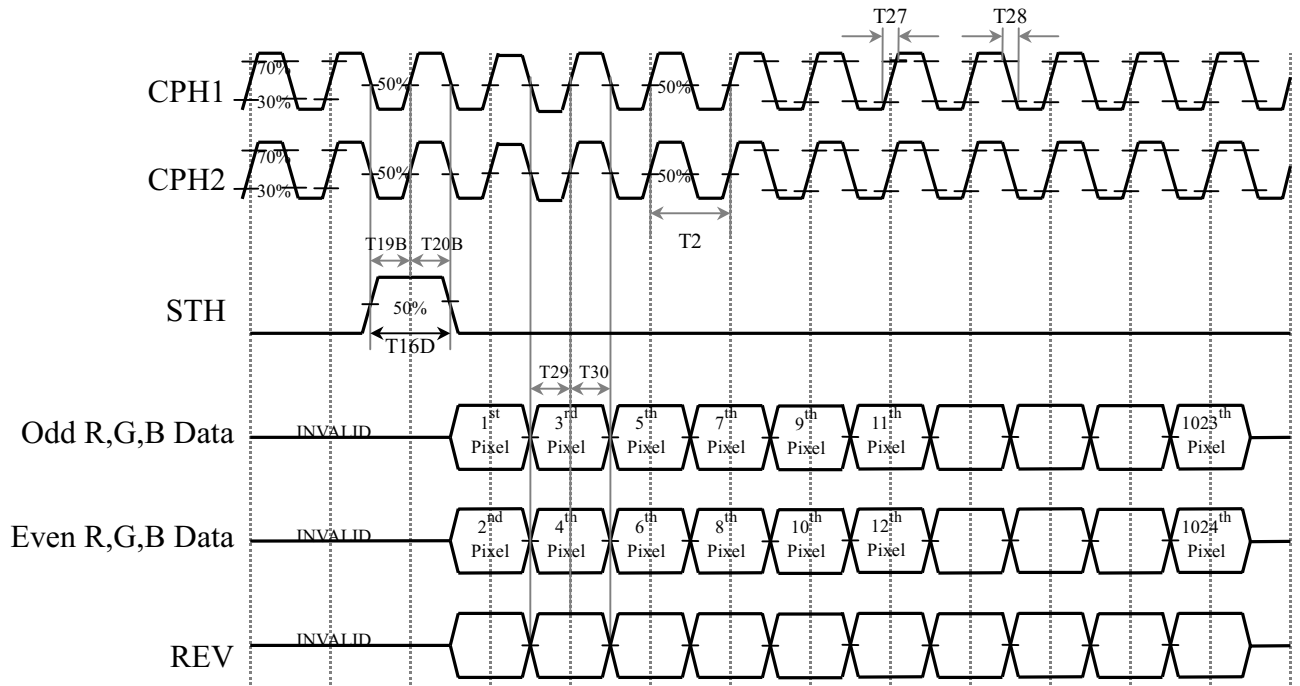 T27 T28
CPH1 70% 30% 50% 50%
CPH2 70% 30% 50% 50%
T19B T20B T2
STH 50%
T16D
T29 T30
Odd R,G,B Data INVALID 1st Pixel 3rd Pixel 5th Pixel 7th Pixel 9th Pixel 11th Pixel 1023th Pixel
Even R,G,B Data INVALID 2nd Pixel 4th Pixel 6th Pixel 8th Pixel 10th Pixel 12th Pixel 1024th Pixel
REV INVALID